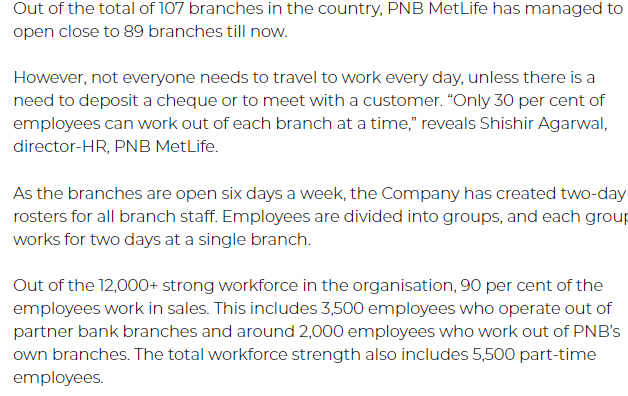 Out of the total of 107 branches in the country, PNB MetLife has managed to
open close to 89 branches till now.
However, not everyone needs to travel to work every day, unless there is a
need to deposit a cheque or to meet with a customer. “Only 30 per cent of
employees can work out of each branch at a time,” reveals Shishir Agarwal,
director-HR, PNB MetLife.
As the branches are open six days a week, the Company has created two-day
rosters for all branch staff. Employees are divided into groups, and each group
works for two days at a single branch.
Out of the 12,000+ strong workforce in the organisation, 90 per cent of the
employees work in sales. This includes 3,500 employees who operate out of
partner bank branches and around 2,000 employees who work out of PNB’s
own branches. The total workforce strength also includes 5,500 part-time
employees.